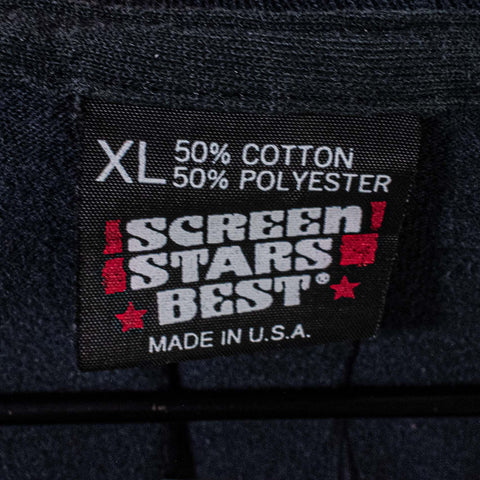 XL 50% COTTON
50% POLYESTER
SCREEN
STARS
BEST®
MADE IN U.S.A.